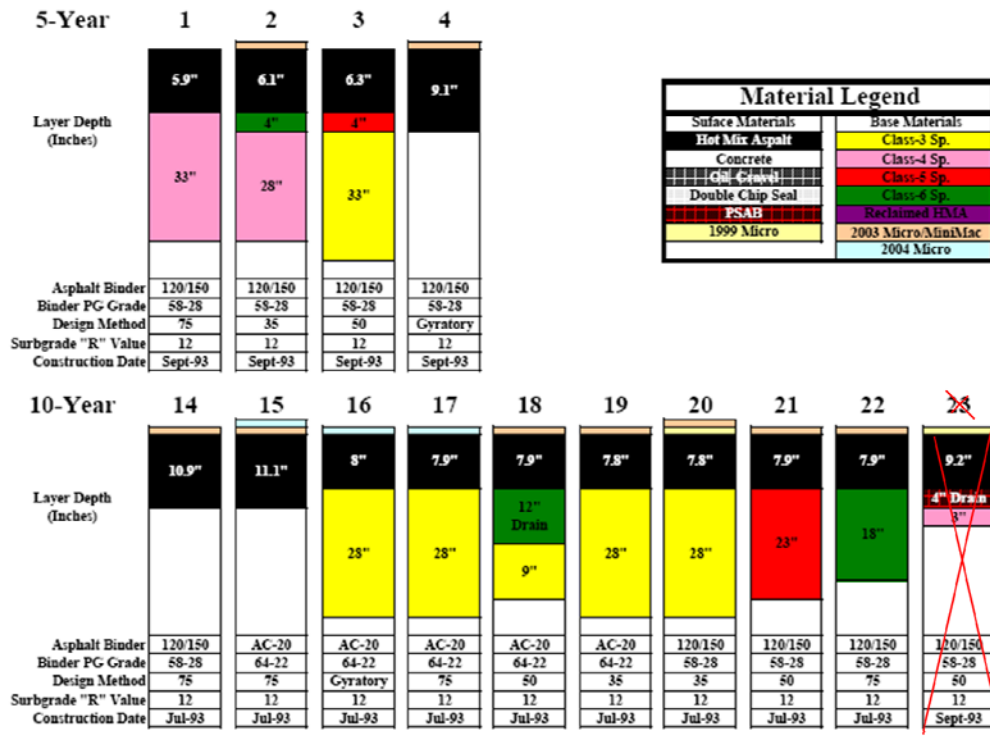 5-Year 1 2 3 4
5.9" 6.1" 6.3" 9.1"
Layer Depth
(Inches)
4" 4"
33" 28" 33"
Asphalt Binder 120/150 120/150 120/150 120/150
Binder PG Grade 58-28 58-28 58-28 58-28
Design Method 75 35 50 Gyratory
Surbgrade "R" Value 12 12 12 12
Construction Date Sept-93 Sept-93 Sept-93 Sept-93
Material Legend
Suface Materials Base Materials
Hot Mix Aspalt Class-3 Sp.
Concrete Class-4 Sp.
Oil Gravel Class-5 Sp.
Double Chip Seal Class-6 Sp.
PSAB Reclaimed HMA
1999 Micro 2003 Micro/MiniMac
2004 Micro
10-Year 14 15 16 17 18 19 20 21 22 23
10.9" 11.1" 8" 7.9" 7.9" 7.8" 7.8" 7.9" 7.9" 9.2"
Layer Depth
(Inches)
28" 28" 12"
Drain
9"
28" 28" 23" 18" 4" Drain
3"
Asphalt Binder 120/150 AC-20 AC-20 AC-20 AC-20 AC-20 120/150 120/150 120/150 120/150
Binder PG Grade 58-28 64-22 64-22 64-22 64-22 64-22 58-28 58-28 58-28 58-28
Design Method 75 75 Gyratory 75 50 35 35 50 75 50
Surbgrade "R" Value 12 12 12 12 12 12 12 12 12 12
Construction Date Jul-93 Jul-93 Jul-93 Jul-93 Jul-93 Jul-93 Jul-93 Jul-93 Jul-93 Sept-93